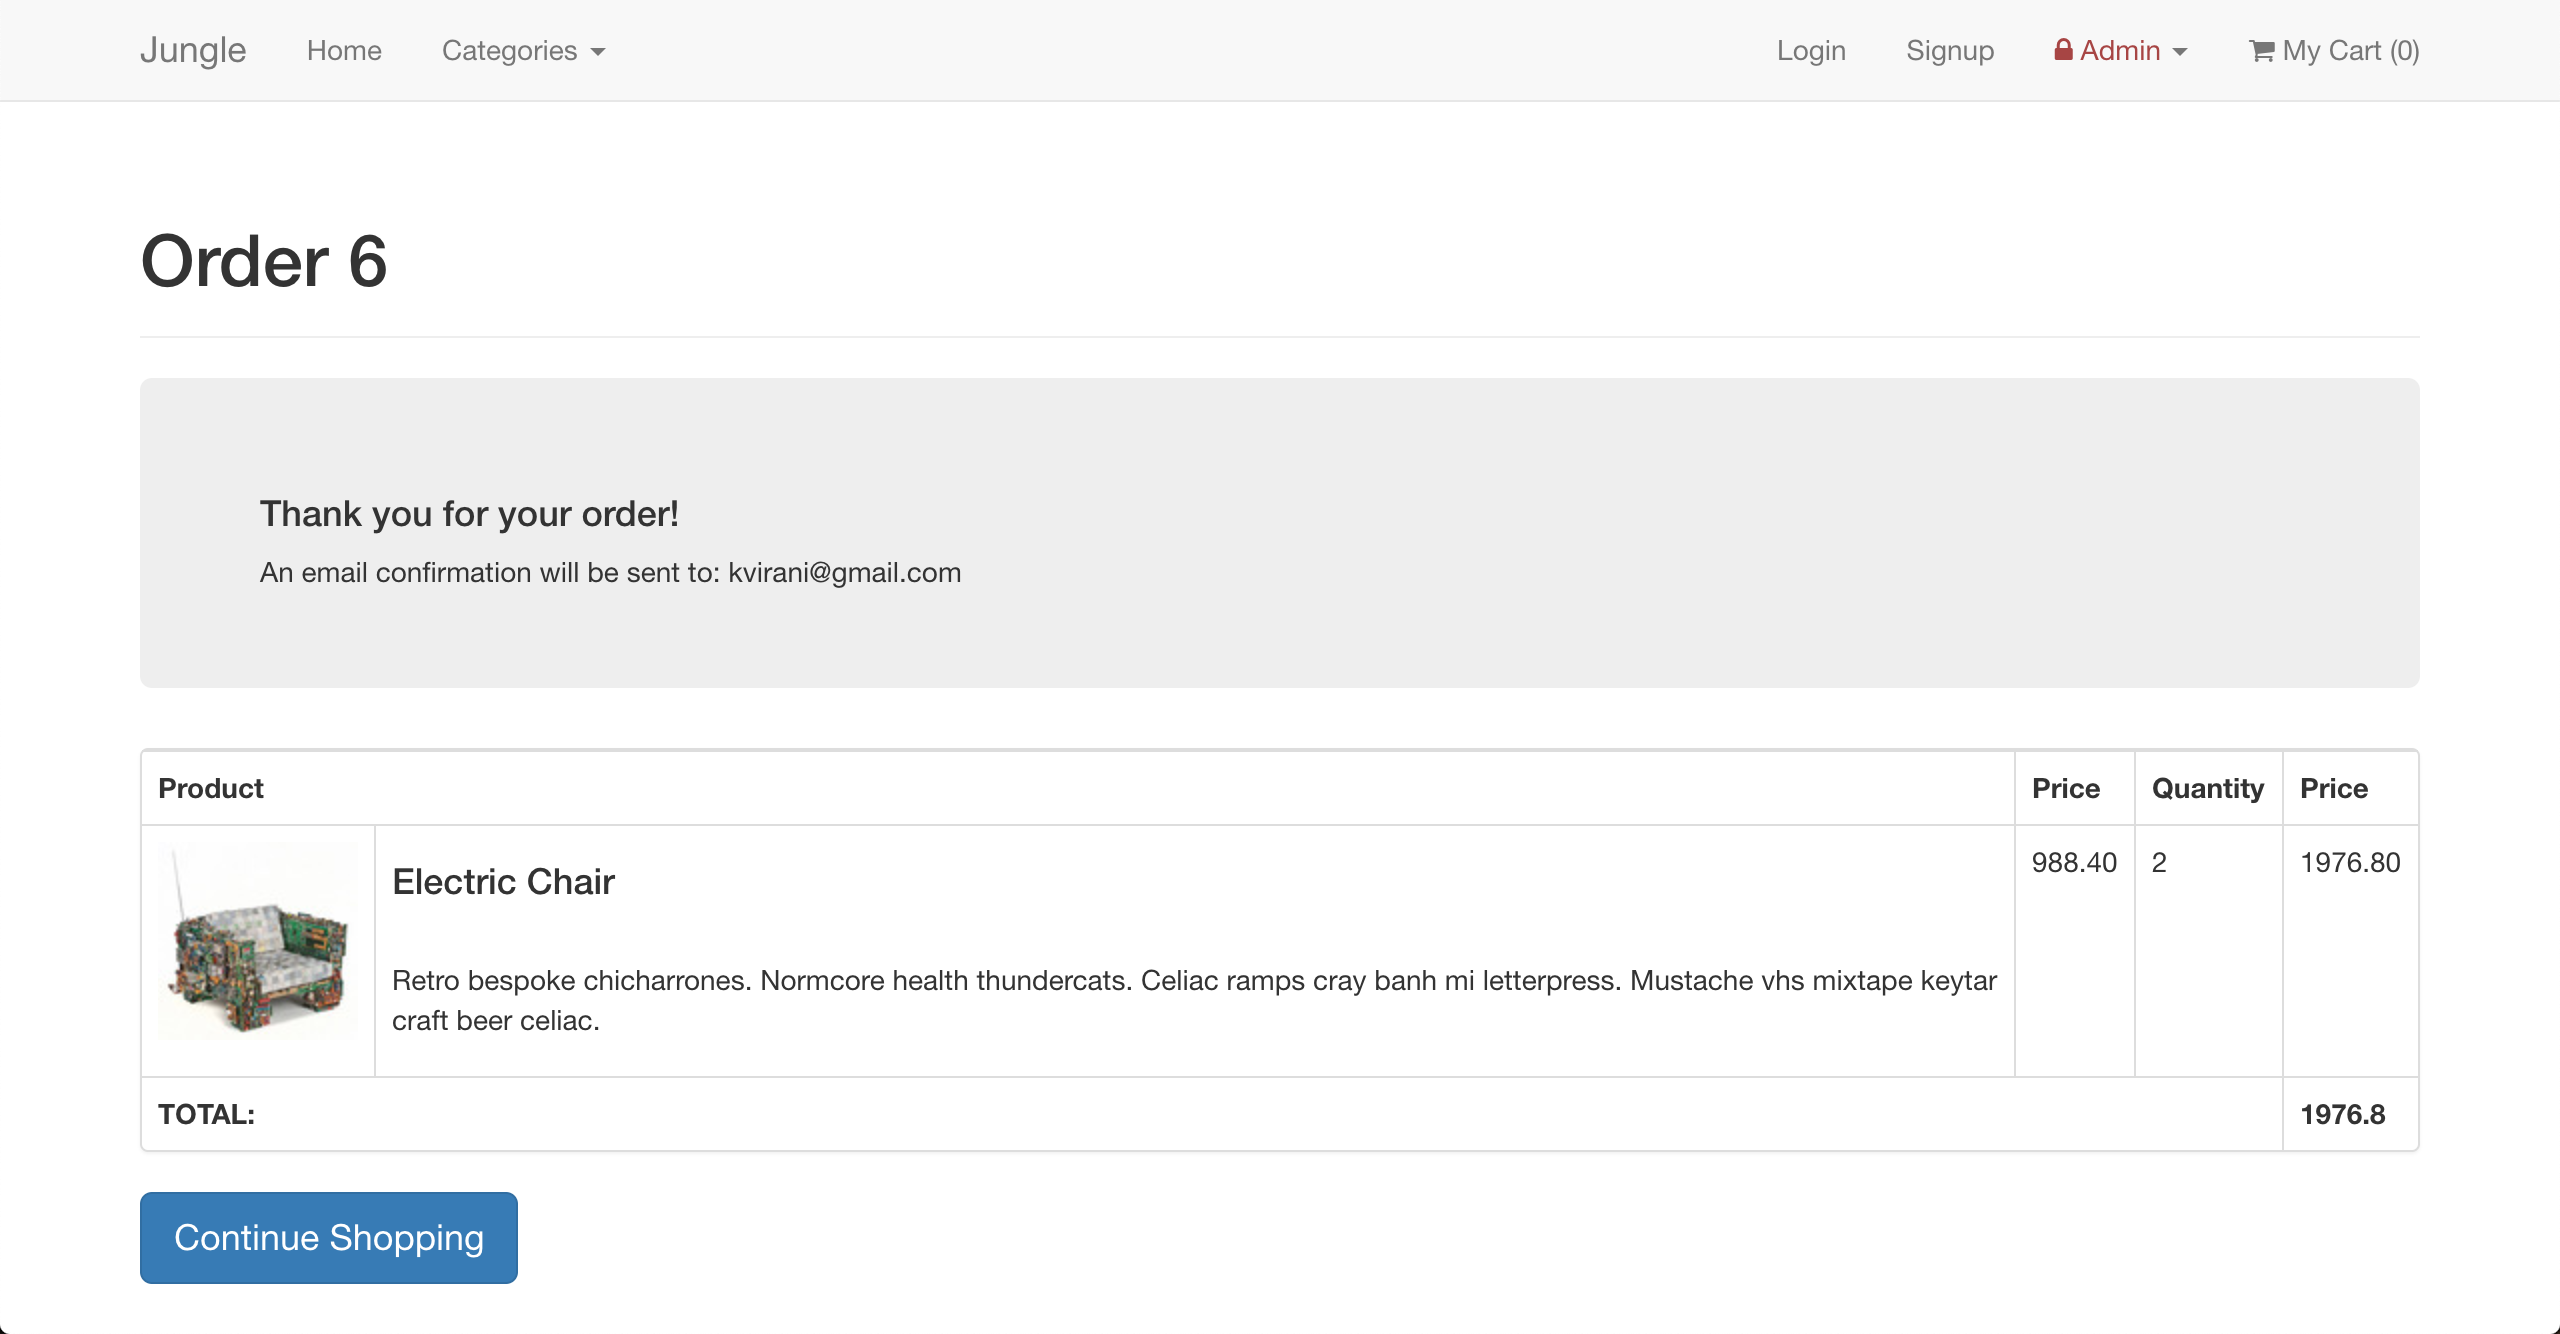 Jungle Home Categories Login Signup Admin My Cart (0)
Order 6
Thank you for your order!
An email confirmation will be sent to: kvirani@gmail.com
Product Price Quantity Price
Electric Chair 988.40 2 1976.80
Retro bespoke chicharrones. Normcore health thundercats. Celiac ramps cray banh mi letterpress. Mustache vhs mixtape keytar
craft beer celiac.
TOTAL: 1976.8
Continue Shopping